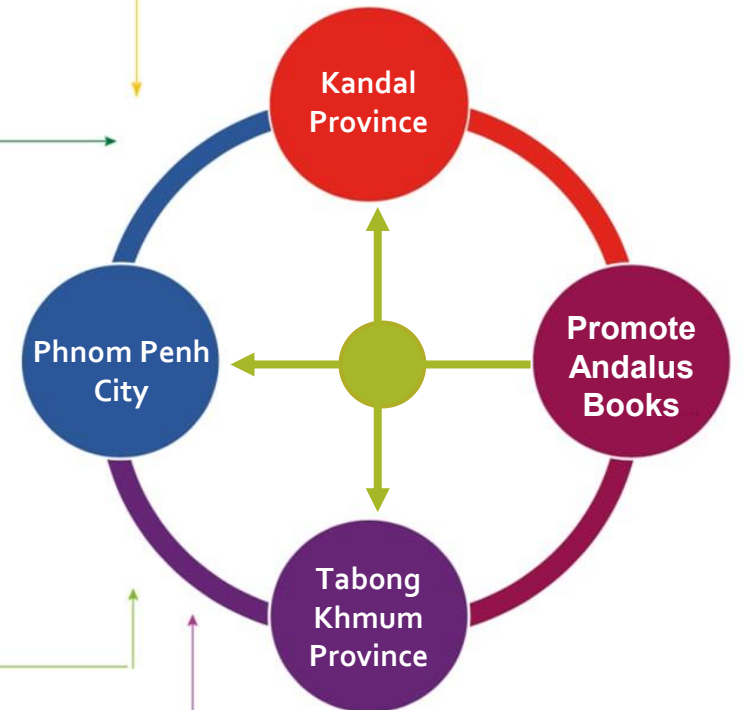 Kandal
Province
Phnom Penh
City
Promote
Andalus
Books
Tabong
Khmum
Province